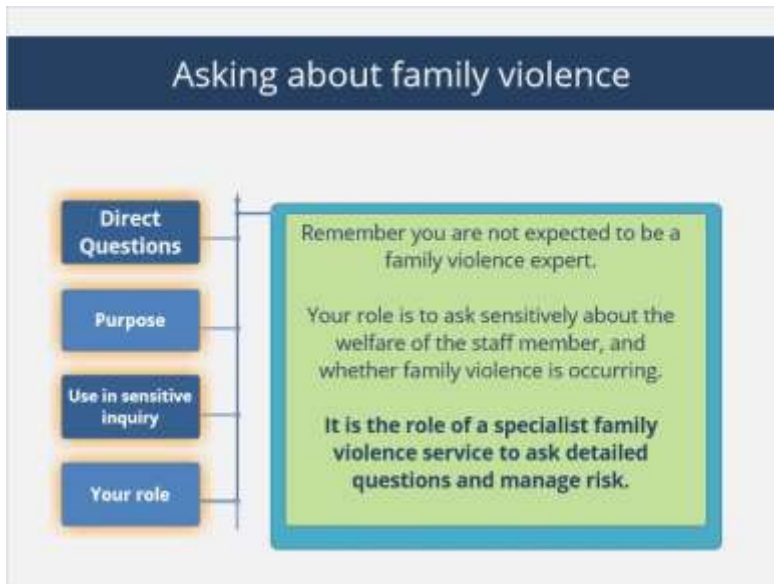 Asking about family violence
Direct
Questions
Purpose
Use in sensitive
inquiry
Your role
Remember you are not expected to be a
family violence expert.
Your role is to ask sensitively about the
welfare of the staff member, and
whether family violence is occurring.
It is the role of a specialist family
violence service to ask detailed
questions and manage risk.